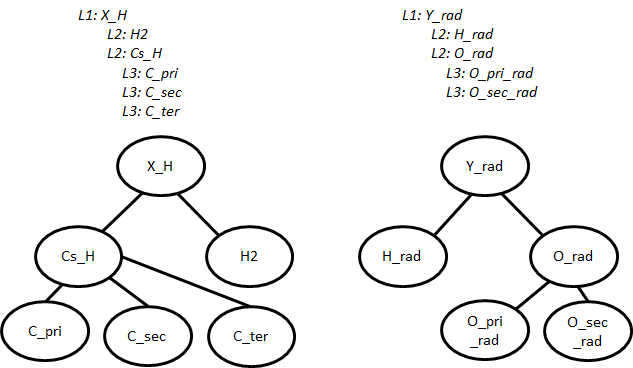 L1: X_H
L2: H2
L2: Cs_H
L3: C_pri
L3: C_sec
L3: C_ter
X_H
Cs_H
H2
C_pri
C_sec
C_ter
L1: Y_rad
L2: H_rad
L2: O_rad
L3: O_pri_rad
L3: O_sec_rad
Y_rad
H_rad
O_rad
O_pri
_rad
O_sec
_rad